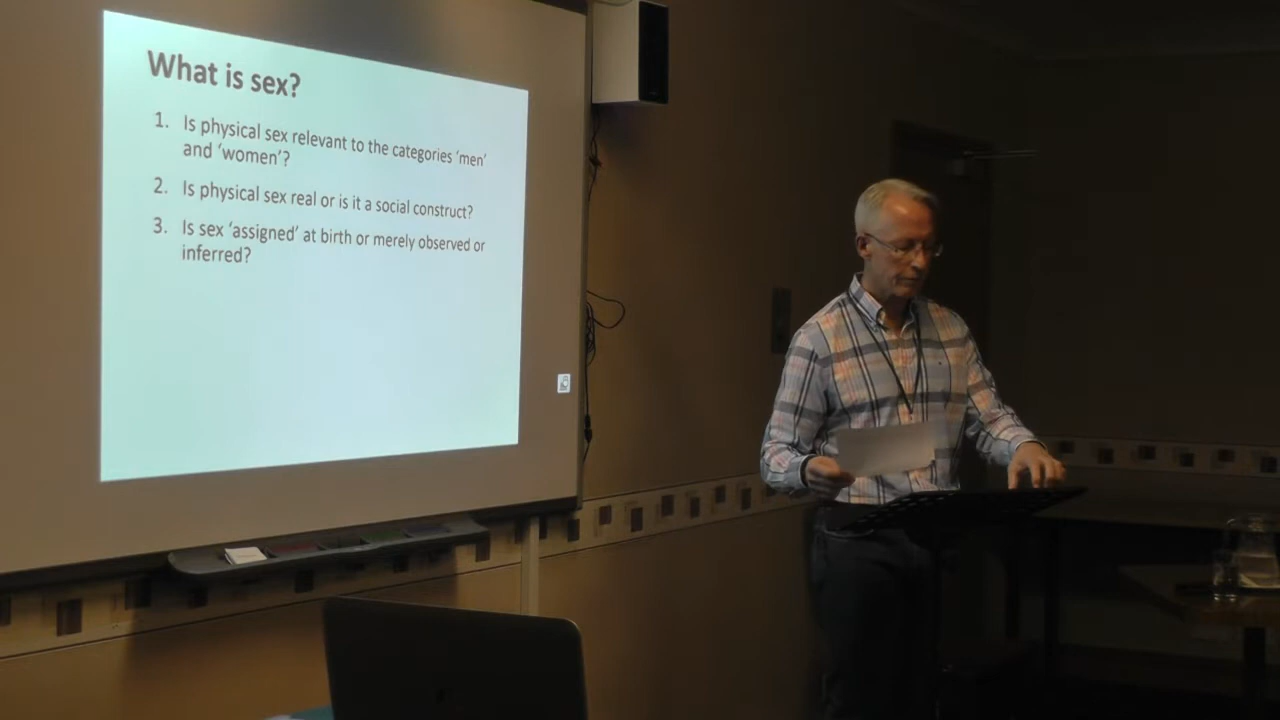 What is sex?
1. Is physical sex relevant to the categories ‘men’
and ‘women’?
2. Is physical sex real or is it a social construct?
3. Is sex ‘assigned’ at birth or merely observed or
inferred?